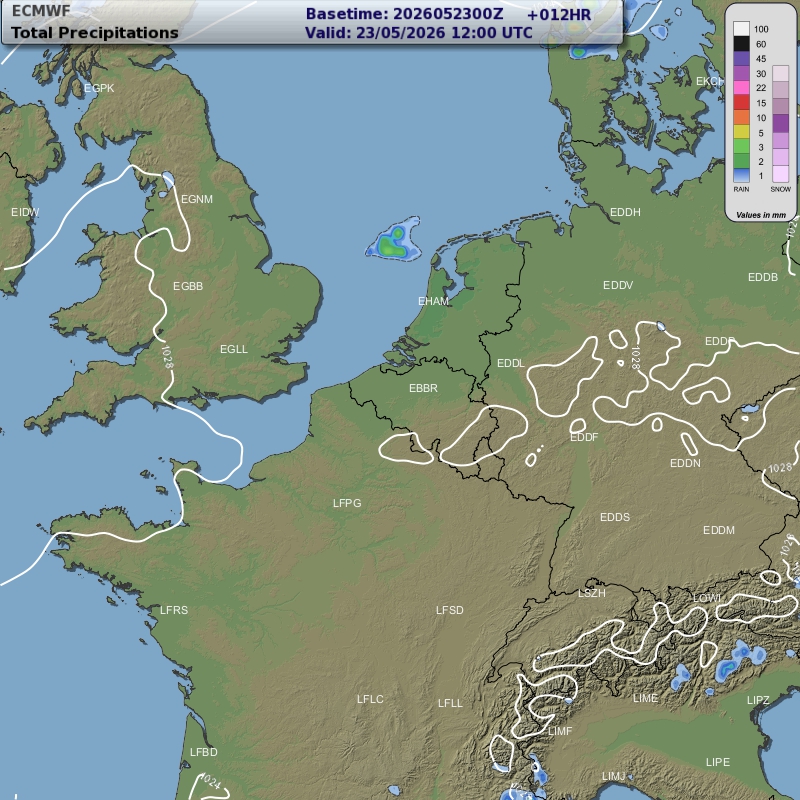 ECMWF
Total Precipitations
Basetime: 2026052300Z +012HR
Valid: 23/05/2026 12:00 UTC
100
60
45
30
22
15
10
5
3
2
1
RAIN SNOW
Values in mm
EGPK
EIDW
EGNM
EGBB
EGLL
1028
EDDH
EDDB
EDDV
EHAM
EDDL
1028
EBBR
EDDF
EDDN
1028
LFPG
EDDS
EDDM
LSZH
LOWI
LFRS
LFSD
LFLC
LFLL
LIME
LIPZ
LIMF
LFBD
LIPE
LIMJ
1024